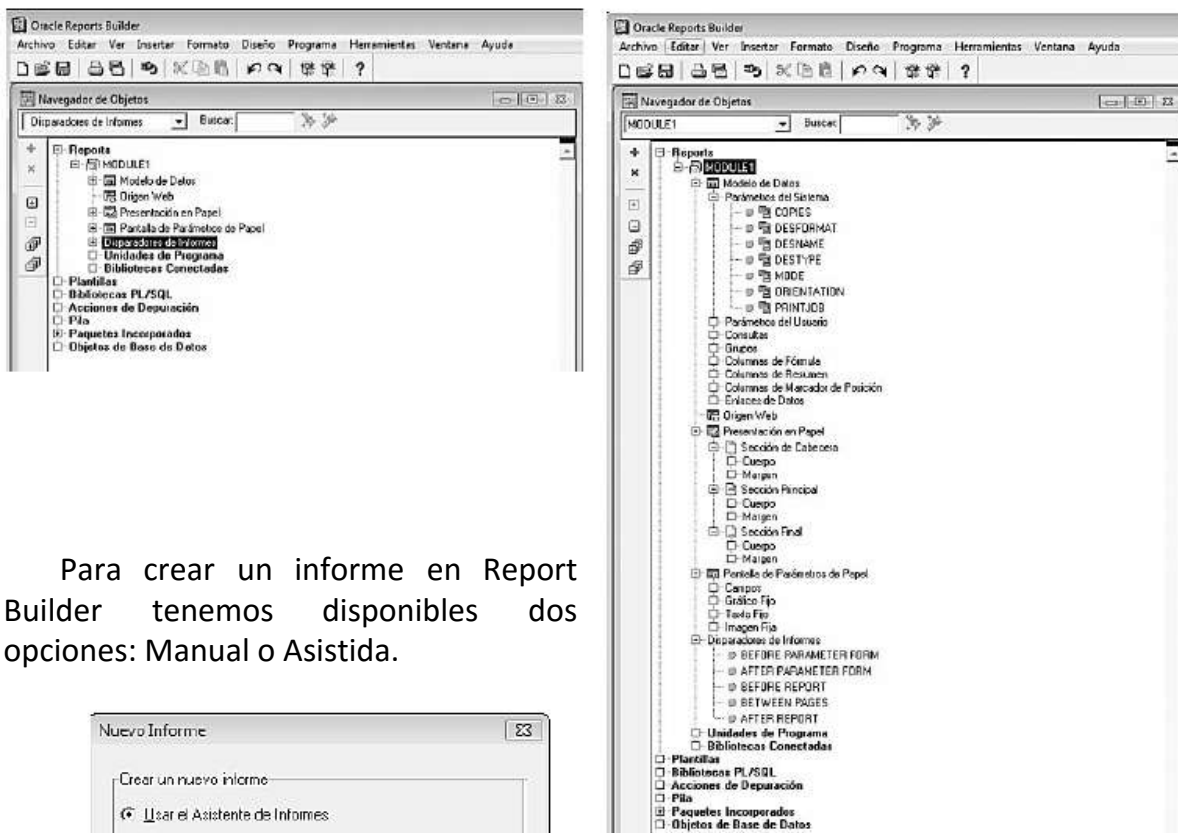 Oracle Reports Builder
Archivo Editar Ver Insertar Formato Diseño Programa Herramientas Ventana Ayuda
Navegador de Objetos
Disparadores de Informes Buscar:
Reports
MODULE1
Modelo de Datos
Origen Web
Presentación en Papel
Pantalla de Parámetros de Papel
Disparadores de Informes
Unidades de Programa
Bibliotecas Conectadas
Plantillas
Bibliotecas PL/SQL
Acciones de Depuración
Pila
Paquetes Incorporados
Objetos de Base de Datos
Para crear un informe en Report
Builder tenemos disponibles dos
opciones: Manual o Asistida.
Nuevo Informe
Crear un nuevo informe
Usar el Asistente de Informes
Oracle Reports Builder
Archivo Editar Ver Insertar Formato Diseño Programa Herramientas Ventana Ayuda
Navegador de Objetos
MODULE1 Buscar:
Reports
MODULE1
Modelo de Datos
Parámetros del Sistema
COPIES
DESFORMAT
DESNAME
DESTYPE
MODE
ORIENTATION
PRINTJOB
Parámetros del Usuario
Consultas
Grupos
Columnas de Fórmula
Columnas de Resumen
Columnas de Marcador de Posición
Enlaces de Datos
Origen Web
Presentación en Papel
Sección de Cabecera
Cuerpo
Margen
Sección Principal
Cuerpo
Margen
Sección Final
Cuerpo
Margen
Pantalla de Parámetros de Papel
Campos
Gráfico Fijo
Texto Fijo
Imagen Fija
Disparadores de Informes
BEFORE PARAMETER FORM
AFTER PARAMETER FORM
BEFORE REPORT
BETWEEN PAGES
AFTER REPORT
Unidades de Programa
Bibliotecas Conectadas
Plantillas
Bibliotecas PL/SQL
Acciones de Depuración
Pila
Paquetes Incorporados
Objetos de Base de Datos